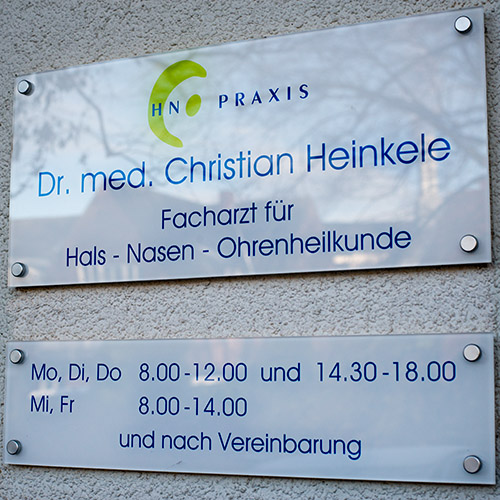 HNO PRAXIS
Dr. med. Christian Heinkele
Facharzt für
Hals - Nasen - Ohrenheilkunde
Mo, Di, Do 8.00 - 12.00 und 14.30 - 18.00
Mi, Fr 8.00 - 14.00
und nach Vereinbarung